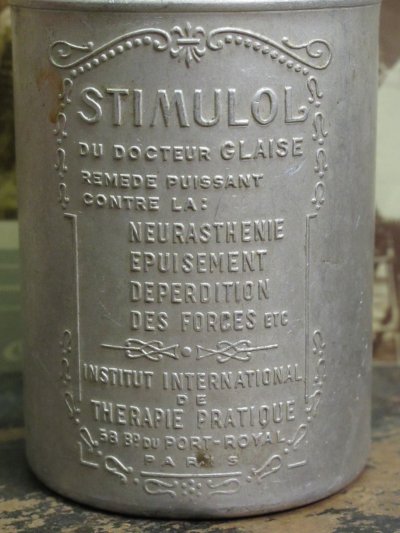 STIMULOL
DU DOCTEUR GLAISE
REMEDE PUISSANT
CONTRE LA:
NEURASTHENIE
EPUISEMENT
DEPERDITION
DES FORCES ETC
INSTITUT INTERNATIONAL
DE
THERAPIE PRATIQUE
58 BD DU PORT-ROYAL
PARIS